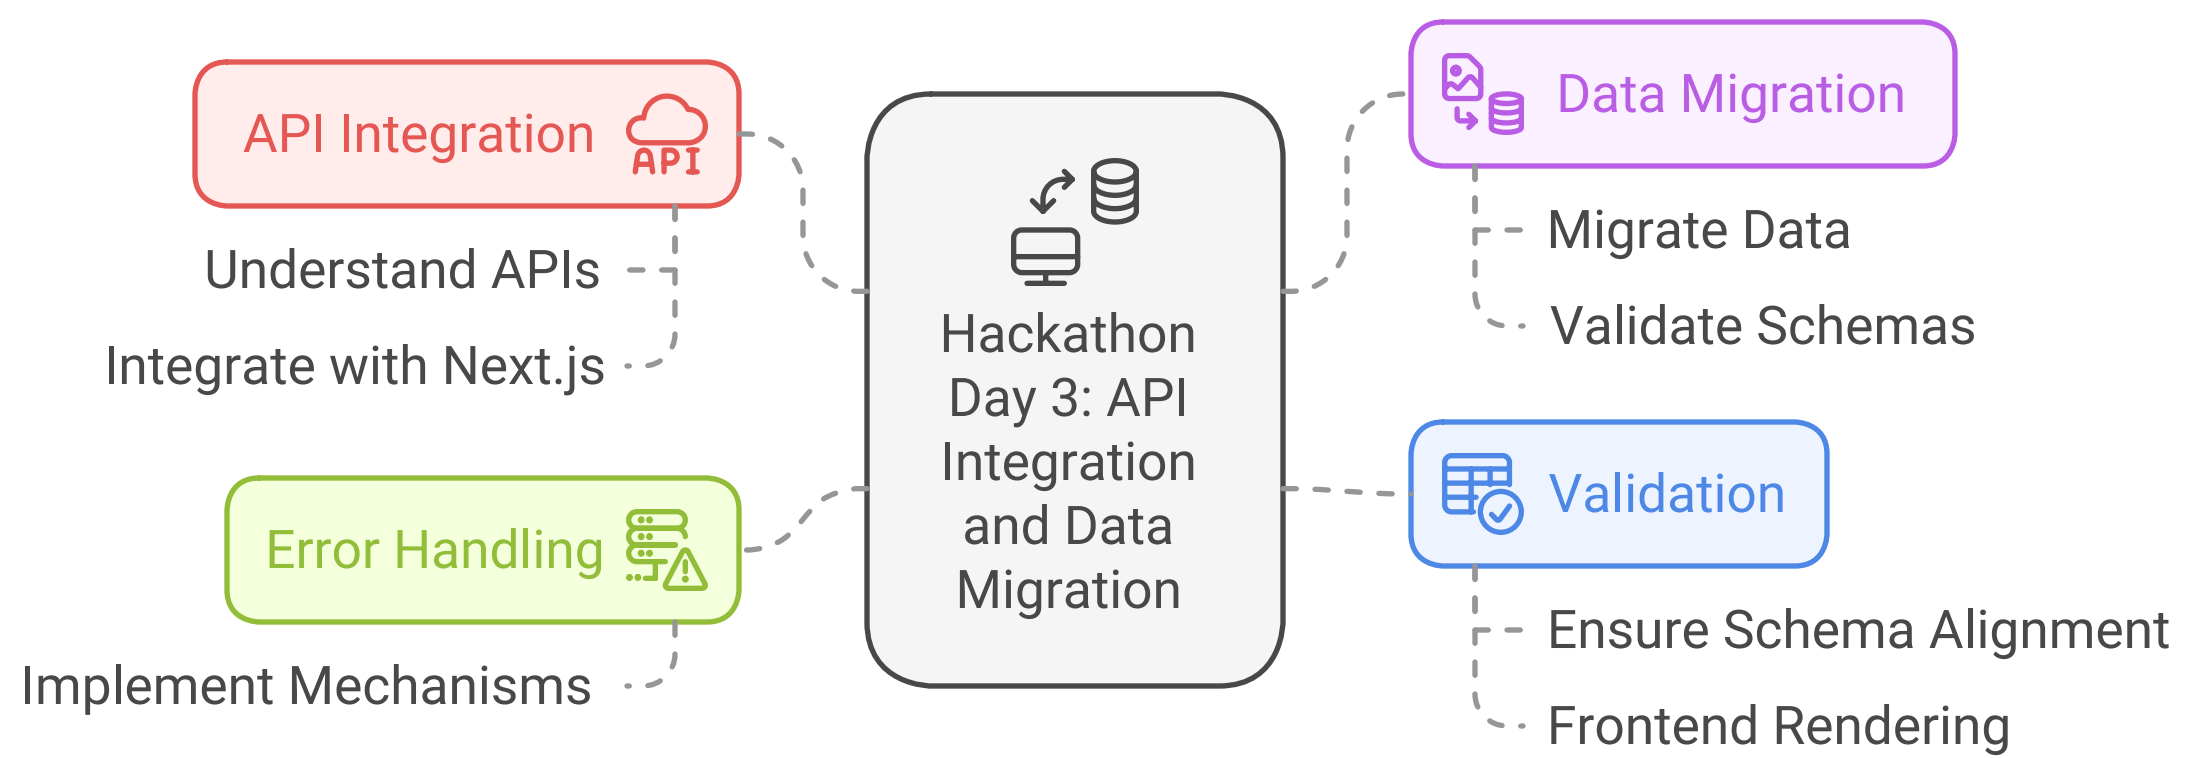 API Integration
API
Understand APIs
Integrate with Next.js
Error Handling
Implement Mechanisms
Hackathon
Day 3: API
Integration
and Data
Migration
Data Migration
Migrate Data
Validate Schemas
Validation
Ensure Schema Alignment
Frontend Rendering